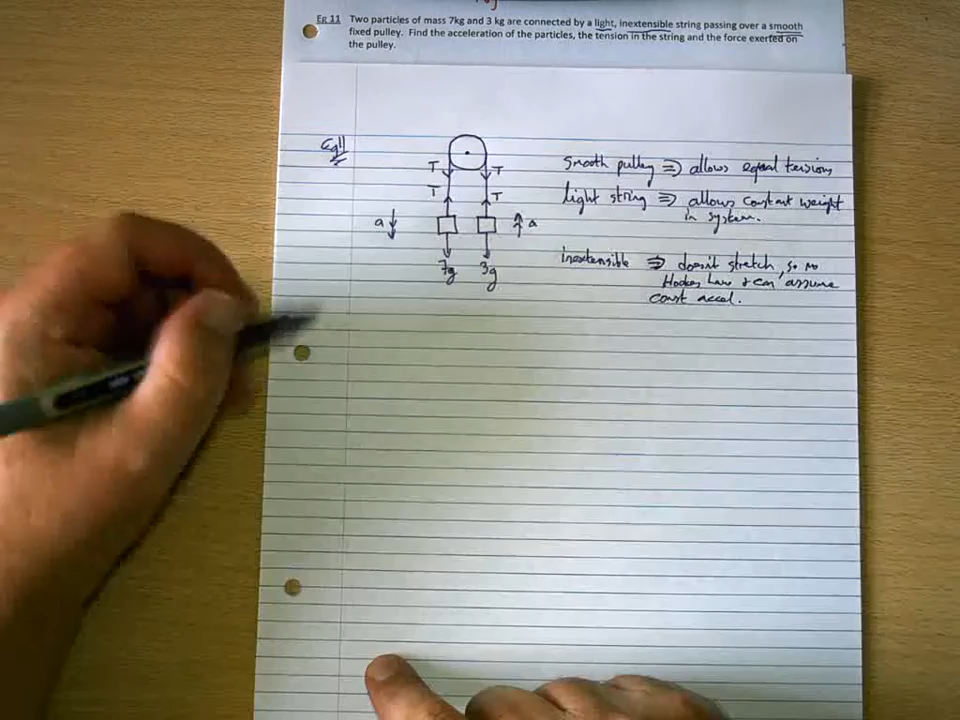 Eg 11 Two particles of mass 7kg and 3 kg are connected by a light, inextensible string passing over a smooth
fixed pulley. Find the acceleration of the particles, the tension in the string and the force exerted on
the pulley.
Eg 11
T T
T T
a a
7g 3g
Smooth pulley ⇒ allows equal tensions
light string ⇒ allows constant weight
in system.
inextensible ⇒ doesn't stretch, so no
Hookes Law & can assume
const accel.